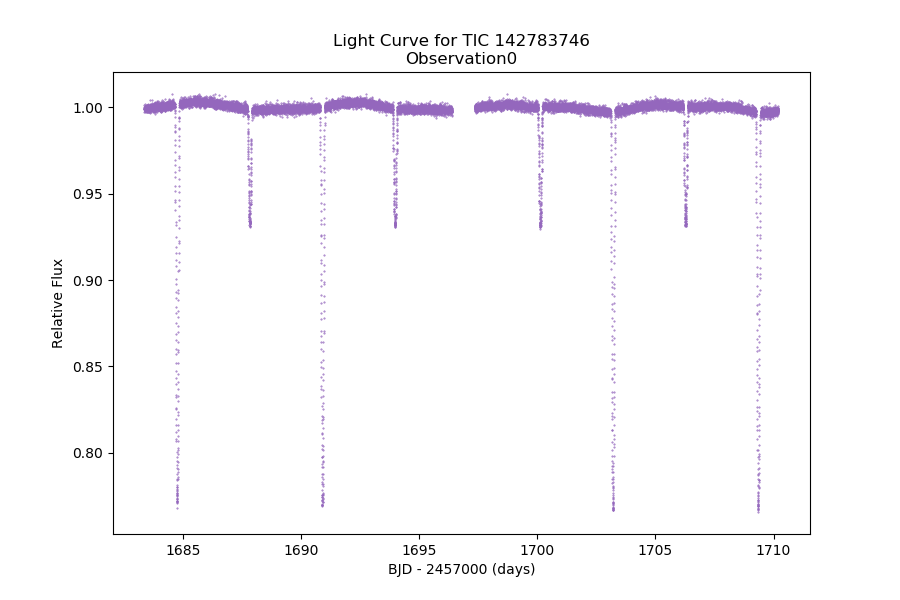 Light Curve for TIC 142783746
Observation0
1.00
0.95
0.90
0.85
0.80
Relative Flux
1685
1690
1695
1700
1705
1710
BJD - 2457000 (days)